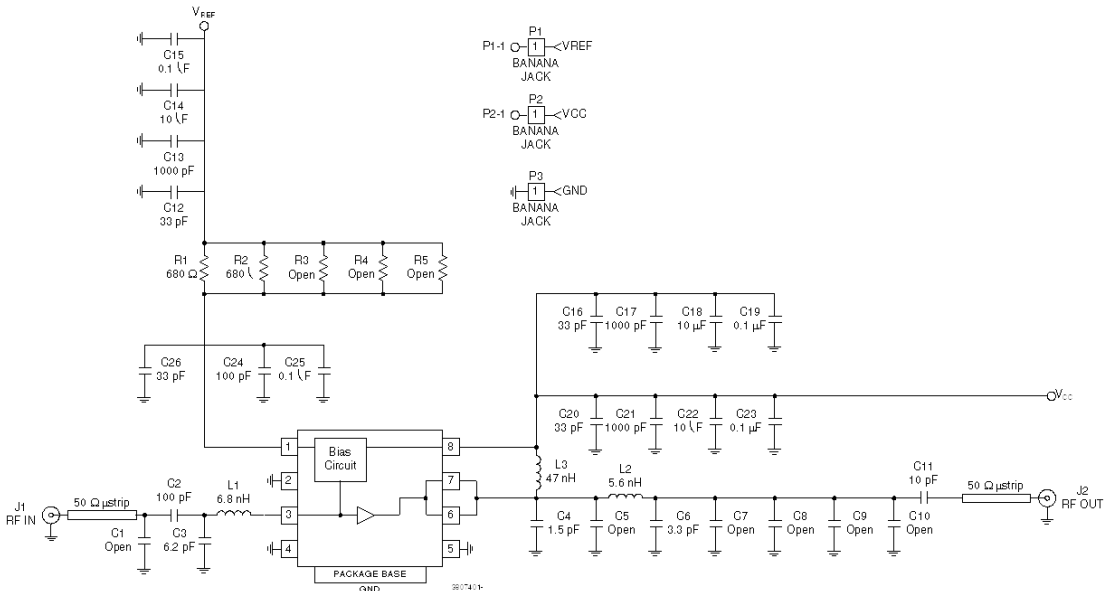 VREF
C15
0.1 \F
C14
10 \F
C13
1000 pF
C12
33 pF
P1
P1-1
1
VREF
BANANA
JACK
P2
P2-1
1
VCC
BANANA
JACK
P3
1
GND
BANANA
JACK
R1
680 Ω
R2
680 \
R3
Open
R4
Open
R5
Open
C16
33 pF
C17
1000 pF
C18
10 µF
C19
0.1 µF
C26
33 pF
C24
100 pF
C25
0.1 \F
VCC
C20
33 pF
C21
1000 pF
C22
10 \F
C23
0.1 µF
1
Bias
Circuit
8
2
7
3
6
4
5
L3
47 nH
L2
5.6 nH
C11
10 pF
J1
RF IN
50 Ω µstrip
C2
100 pF
L1
6.8 nH
C1
Open
C3
6.2 pF
C4
1.5 pF
C5
Open
C6
3.3 pF
C7
Open
C8
Open
C9
Open
C10
Open
50 Ω µstrip
J2
RF OUT
PACKAGE BASE
GND